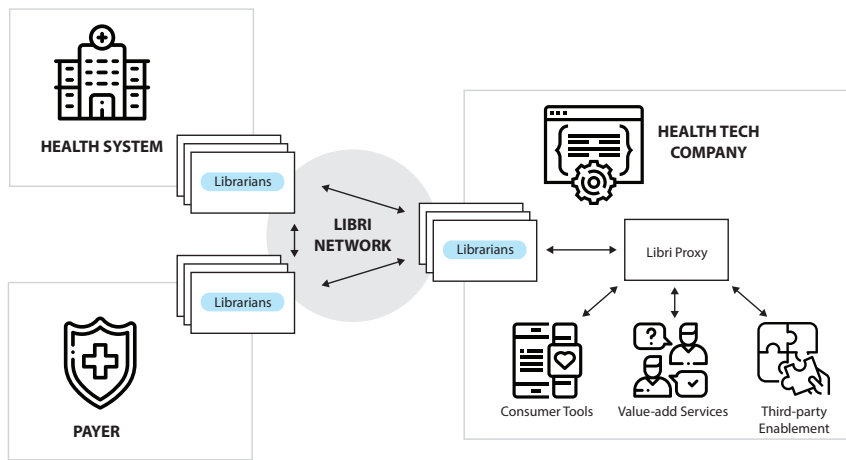 HEALTH SYSTEM
Librarians
LIBRI
NETWORK
Librarians
PAYER
HEALTH TECH
COMPANY
Librarians
Libri Proxy
?
Consumer Tools
Value-add Services
Third-party
Enablement